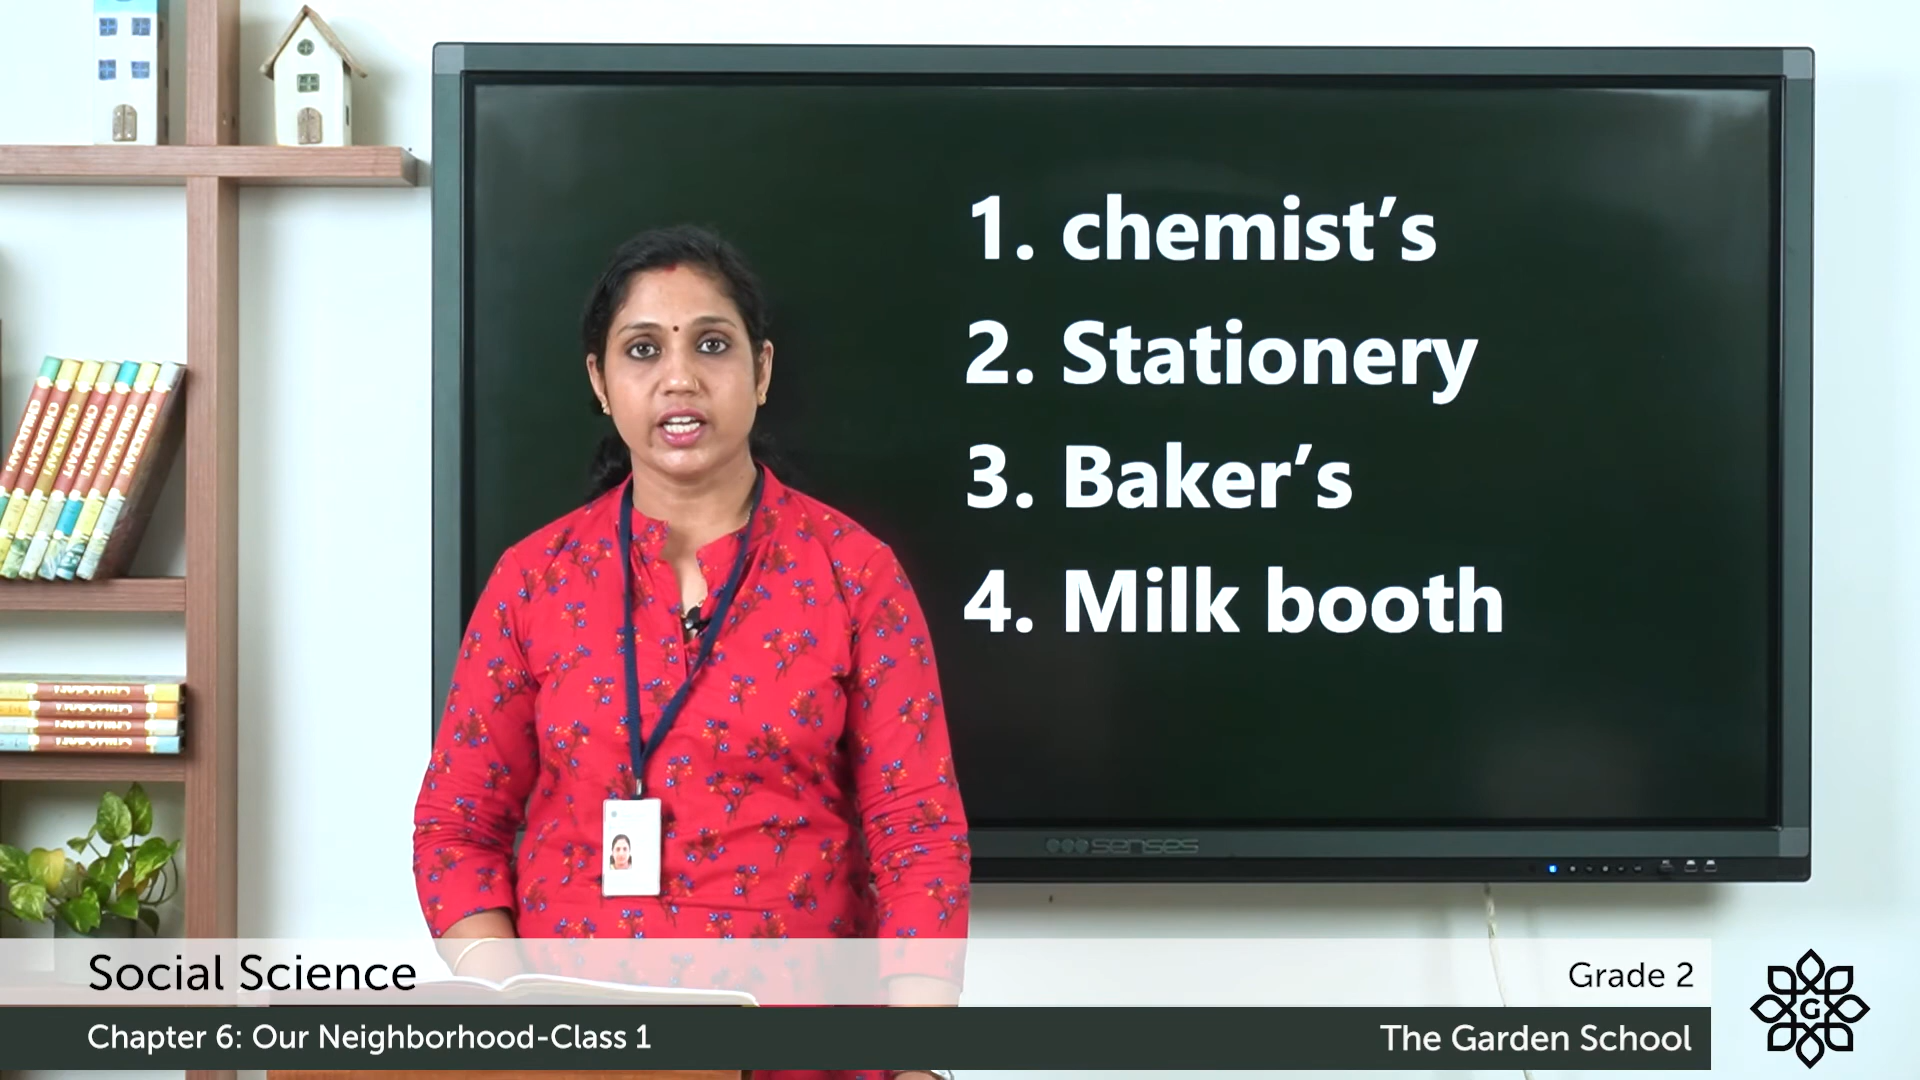 1. chemist’s
2. Stationery
3. Baker’s
4. Milk booth
senses
Social Science
Grade 2
Chapter 6: Our Neighborhood-Class 1
The Garden School
G